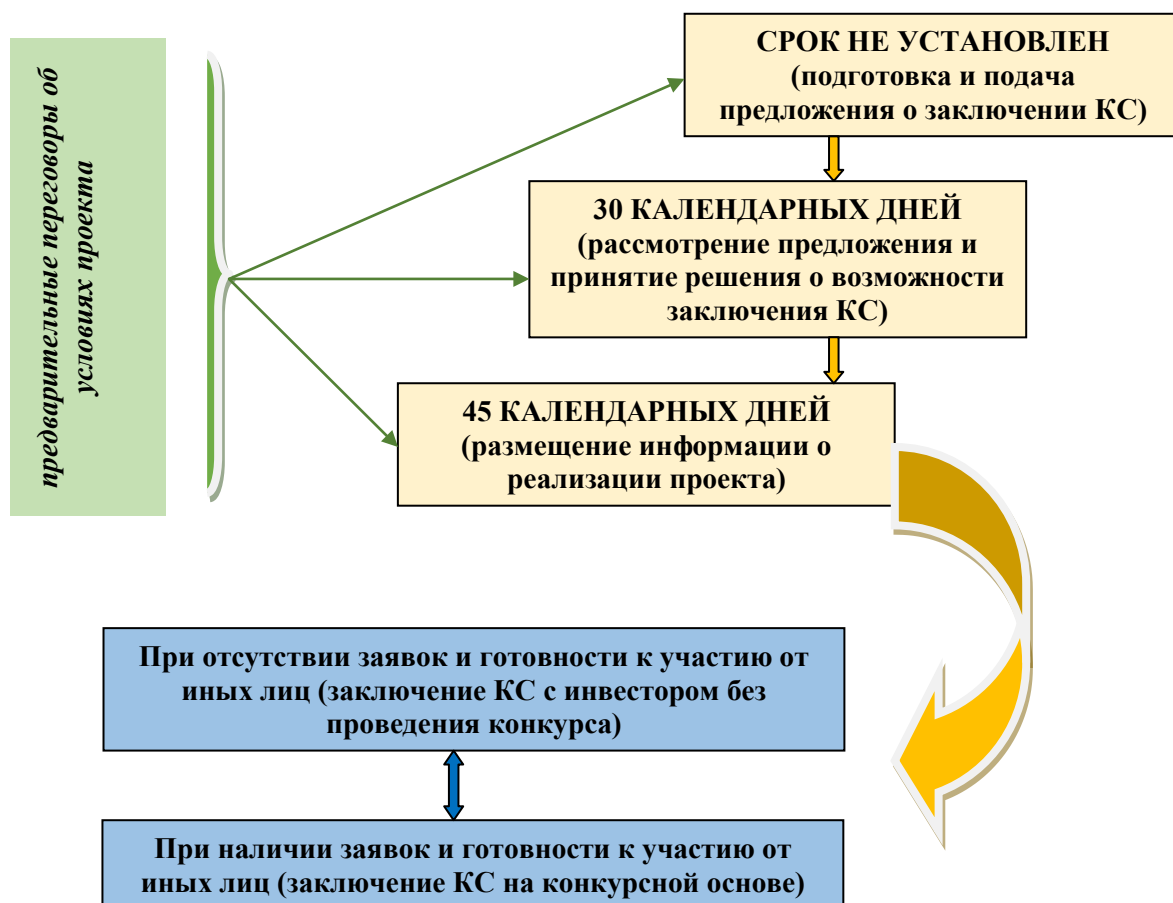 предварительные переговоры об
условиях проекта
СРОК НЕ УСТАНОВЛЕН
(подготовка и подача
предложения о заключении КС)
30 КАЛЕНДАРНЫХ ДНЕЙ
(рассмотрение предложения и
принятие решения о возможности
заключения КС)
45 КАЛЕНДАРНЫХ ДНЕЙ
(размещение информации о
реализации проекта)
При отсутствии заявок и готовности к участию от
иных лиц (заключение КС с инвестором без
проведения конкурса)
При наличии заявок и готовности к участию от
иных лиц (заключение КС на конкурсной основе)